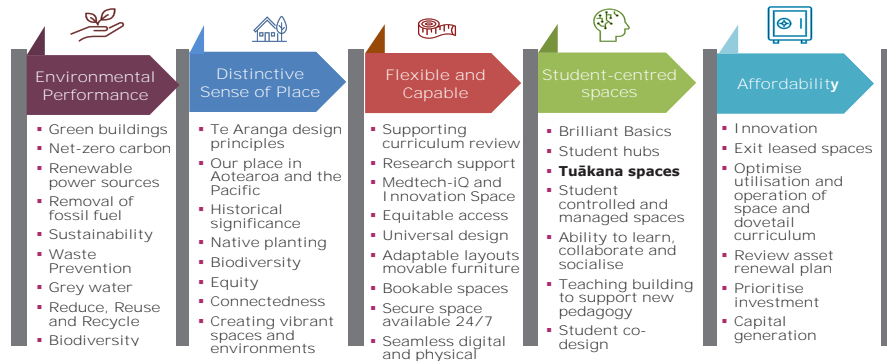 Environmental
Performance
Green buildings
Net-zero carbon
Renewable
power sources
Removal of
fossil fuel
Sustainability
Waste
Prevention
Grey water
Reduce, Reuse
and Recycle
Biodiversity
Distinctive
Sense of Place
Te Aranga design
principles
Our place in
Aotearoa and the
Pacific
Historical
significance
Native planting
Biodiversity
Equity
Connectedness
Creating vibrant
spaces and
environments
Flexible and
Capable
Supporting
curriculum review
Research support
Medtech-iQ and
Innovation Space
Equitable access
Universal design
Adaptable layouts
movable furniture
Bookable spaces
Secure space
available 24/7
Seamless digital
and physical
Student-centred
spaces
Brilliant Basics
Student hubs
Tuākana spaces
Student
controlled and
managed spaces
Ability to learn,
collaborate and
socialise
Teaching building
to support new
pedagogy
Student co-
design
Affordability
Innovation
Exit leased spaces
Optimise
utilisation and
operation of
space and
dovetail
curriculum
Review asset
renewal plan
Prioritise
investment
Capital
generation